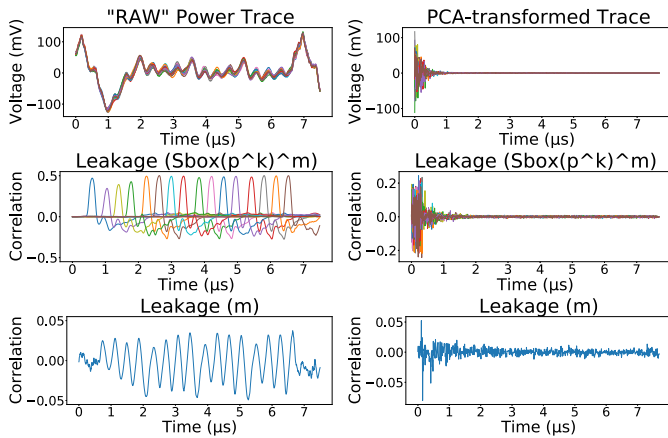 "RAW" Power Trace
Voltage (mV)
100
0
−100
0 1 2 3 4 5 6 7
Time (μs)
PCA-transformed Trace
Voltage (mV)
100
0
−100
0 1 2 3 4 5 6 7
Time (μs)
Leakage (Sbox(p^k)^m)
Correlation
0.5
0.0
−0.5
0 1 2 3 4 5 6 7
Time (μs)
Leakage (Sbox(p^k)^m)
Correlation
0.2
0.0
−0.2
0 1 2 3 4 5 6 7
Time (μs)
Leakage (m)
Correlation
0.05
0.00
−0.05
0 1 2 3 4 5 6 7
Time (μs)
Leakage (m)
Correlation
0.05
0.00
−0.05
0 1 2 3 4 5 6 7
Time (μs)